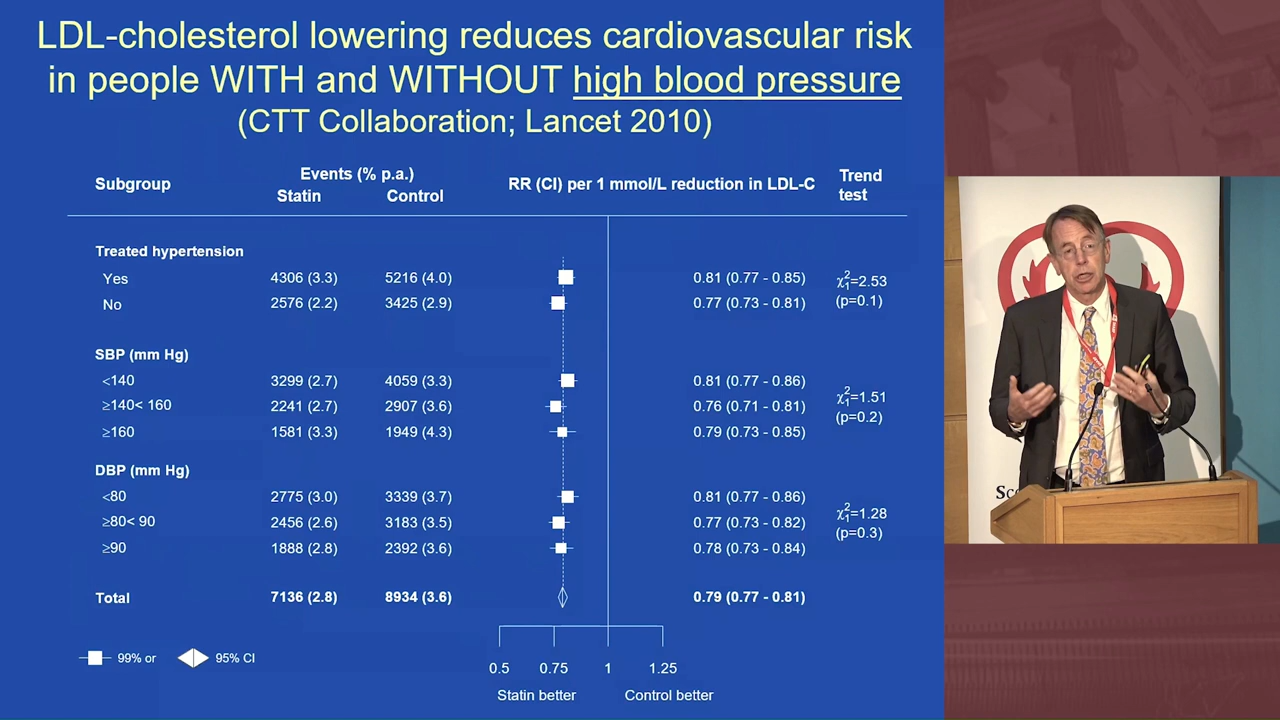 LDL-cholesterol lowering reduces cardiovascular risk
in people WITH and WITHOUT high blood pressure
(CTT Collaboration; Lancet 2010)
Subgroup Events (% p.a.) RR (CI) per 1 mmol/L reduction in LDL-C Trend test
Statin Control
Treated hypertension
Yes 4306 (3.3) 5216 (4.0) 0.81 (0.77 - 0.85) χ²₁=2.53
No 2576 (2.2) 3425 (2.9) 0.77 (0.73 - 0.81) (p=0.1)
SBP (mm Hg)
<140 3299 (2.7) 4059 (3.3) 0.81 (0.77 - 0.86)
≥140< 160 2241 (2.7) 2907 (3.6) 0.76 (0.71 - 0.81) χ²₁=1.51
≥160 1581 (3.3) 1949 (4.3) 0.79 (0.73 - 0.85) (p=0.2)
DBP (mm Hg)
<80 2775 (3.0) 3339 (3.7) 0.81 (0.77 - 0.86)
≥80< 90 2456 (2.6) 3183 (3.5) 0.77 (0.73 - 0.82) χ²₁=1.28
≥90 1888 (2.8) 2392 (3.6) 0.78 (0.73 - 0.84) (p=0.3)
Total 7136 (2.8) 8934 (3.6) 0.79 (0.77 - 0.81)
99% or 95% CI
0.5 0.75 1 1.25
Statin better Control better